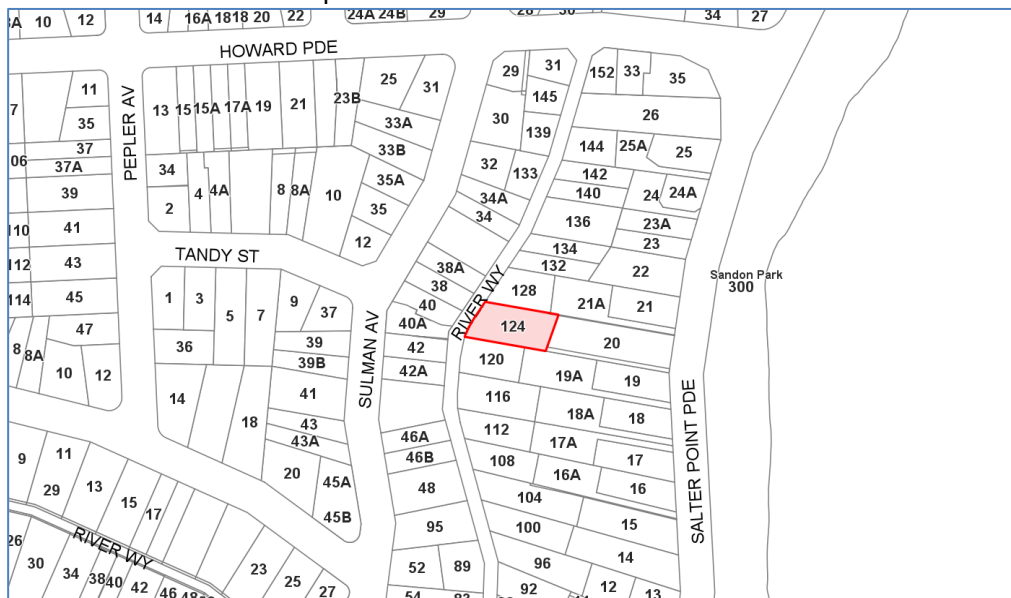 10 12 14 16A 18 18 20 22 24A 24B 29 28 30 34 27
HOWARD PDE
11 13 15 15A 17A 19 21 23B 25 31 29 31 152 33 35
7 35 33A 30 145 139 26
PEPLER AV
37 37A 33B 144 25A 25
39 34 4 4A 8 8A 10 35A 32 133 142
2 35 34A 34 140 24 24A
41 12 136 23A 23
TANDY ST
43 38A 134 132 22
Sandon Park
300
112 114 45 1 3 5 7 9 37 38 40 128 21A 21
RIVER WY
47 36 39 39B 40A 42 42A 124 20
SULMAN AV
8 8A 10 12 14 18 41 120 19A 19
43 43A 116 18A 18
SALTER POINT PDE
9 11 46A 46B 112 17A 17
29 13 15 17 20 45A 45B 48 108 16A 16
104 15
RIVER WY
26 30 34 38 40 42 46 23 25 27 95 100 14
52 89 96 12 13
54 92